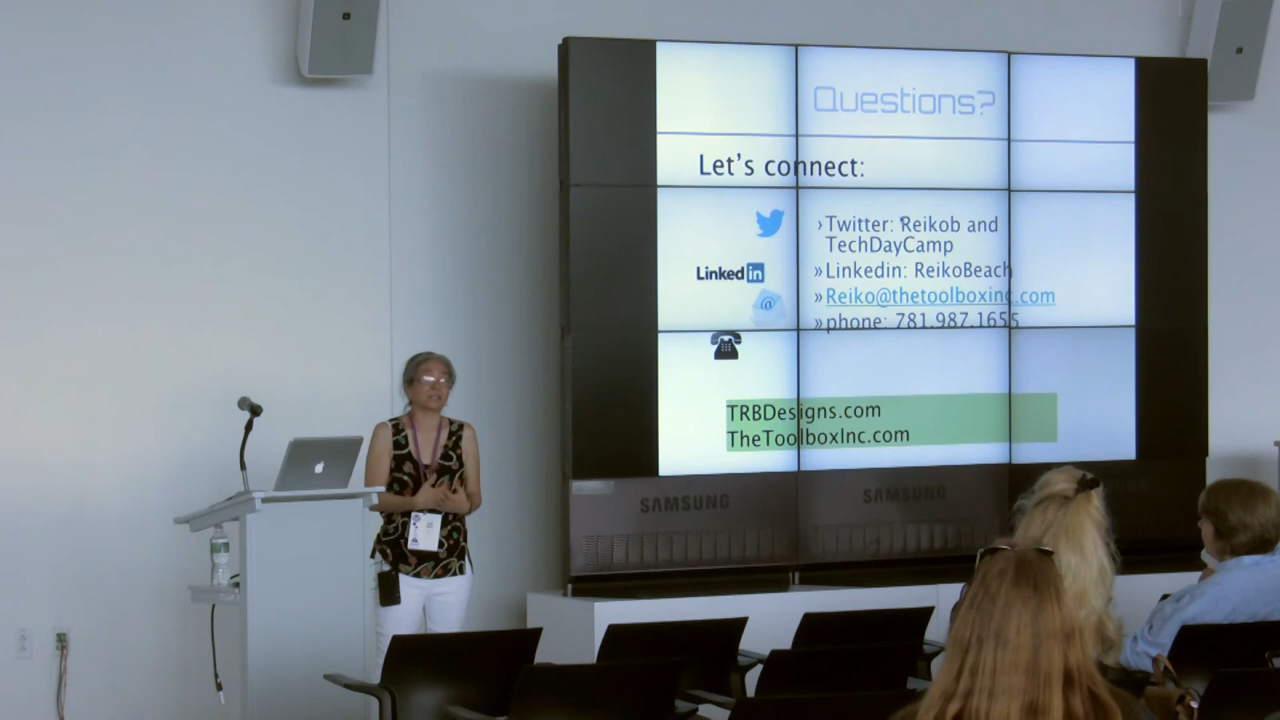 Questions?
Let's connect:
›Twitter: Reikob and
TechDayCamp
Linked in
»Linkedin: ReikoBeach
@
»Reiko@thetoolboxinc.com
»phone: 781.987.1655
TRBDesigns.com
TheToolboxInc.com
SAMSUNG
SAMSUNG